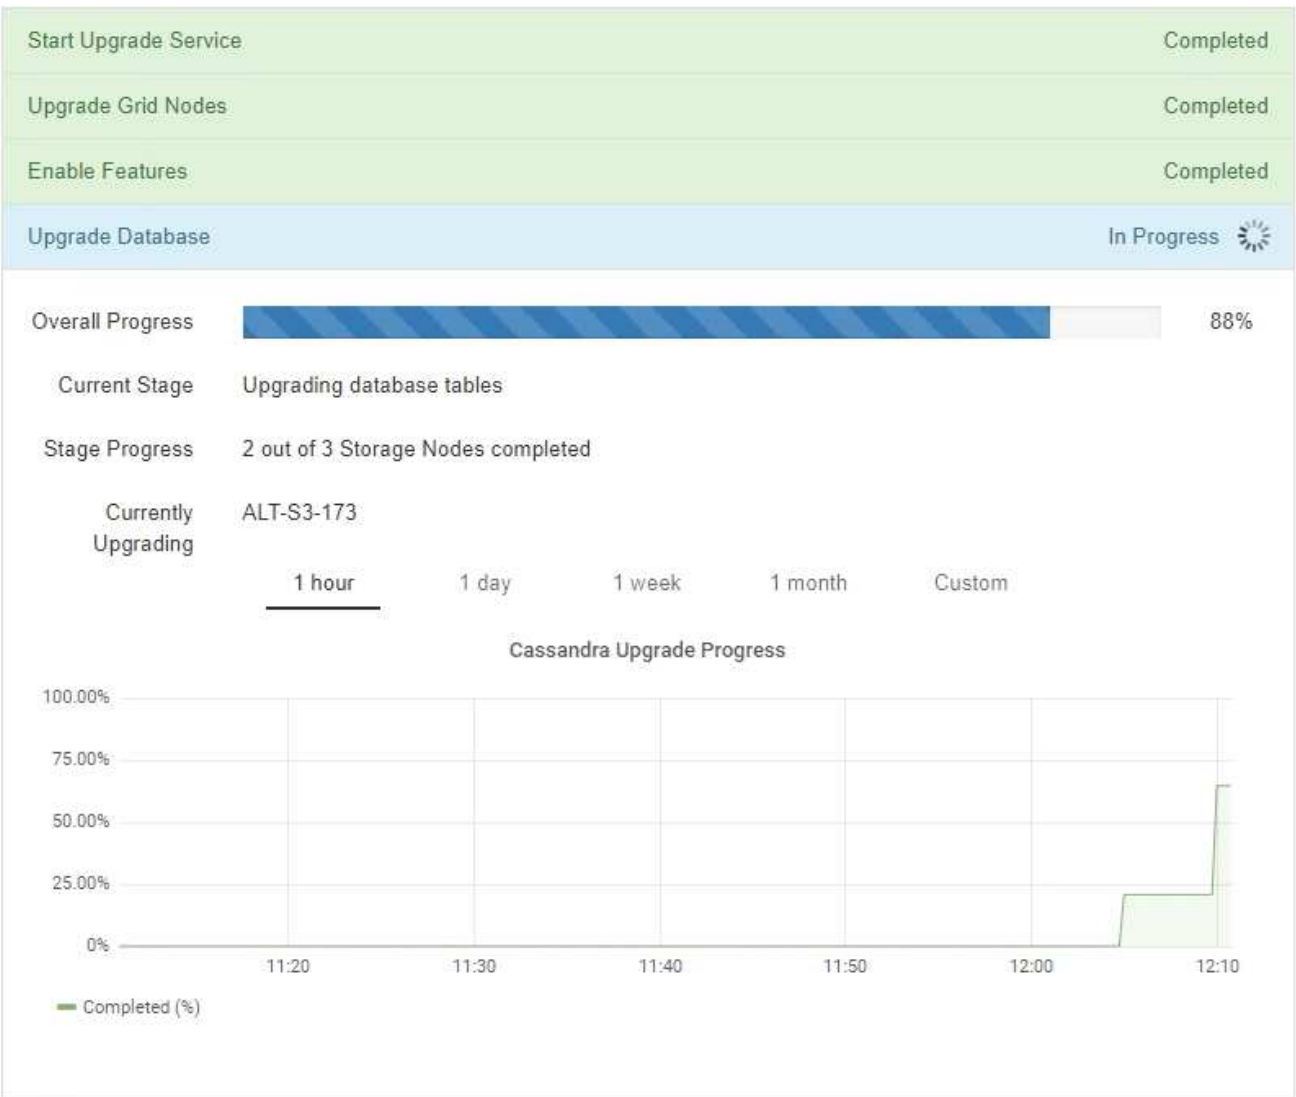 Start Upgrade Service Completed
Upgrade Grid Nodes Completed
Enable Features Completed
Upgrade Database In Progress
Overall Progress 88%
Current Stage Upgrading database tables
Stage Progress 2 out of 3 Storage Nodes completed
Currently Upgrading ALT-S3-173
1 hour 1 day 1 week 1 month Custom
Cassandra Upgrade Progress
100.00%
75.00%
50.00%
25.00%
0%
11:20 11:30 11:40 11:50 12:00 12:10
Completed (%)